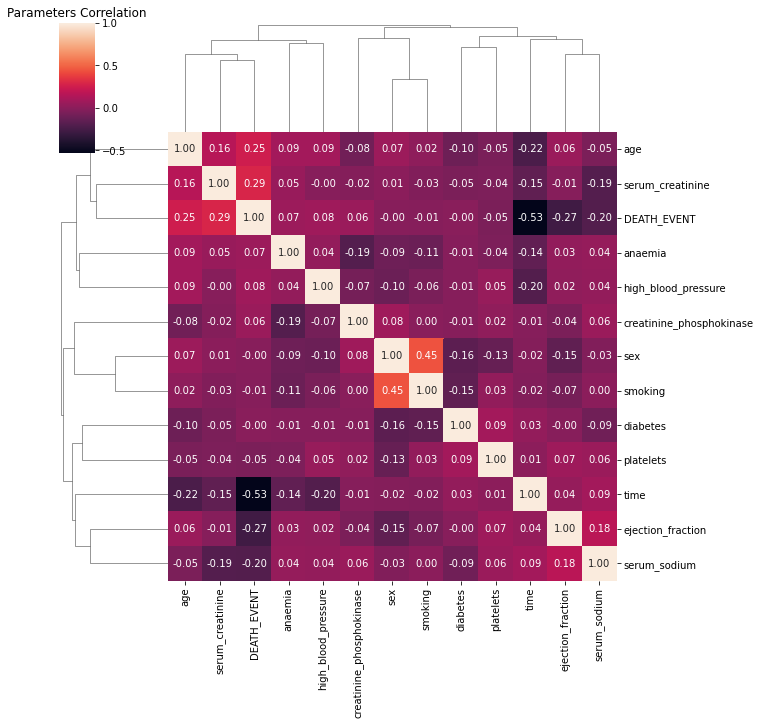 Parameters Correlation
1.0
0.5
0.0
−0.5
1.00 0.16 0.25 0.09 0.09 -0.08 0.07 0.02 -0.10 -0.05 -0.22 0.06 -0.05 age
0.16 1.00 0.29 0.05 -0.00 -0.02 0.01 -0.03 -0.05 -0.04 -0.15 -0.01 -0.19 serum_creatinine
0.25 0.29 1.00 0.07 0.08 0.06 -0.00 -0.01 -0.00 -0.05 -0.53 -0.27 -0.20 DEATH_EVENT
0.09 0.05 0.07 1.00 0.04 -0.19 -0.09 -0.11 -0.01 -0.04 -0.14 0.03 0.04 anaemia
0.09 -0.00 0.08 0.04 1.00 -0.07 -0.10 -0.06 -0.01 0.05 -0.20 0.02 0.04 high_blood_pressure
-0.08 -0.02 0.06 -0.19 -0.07 1.00 0.08 0.00 -0.01 0.02 -0.01 -0.04 0.06 creatinine_phosphokinase
0.07 0.01 -0.00 -0.09 -0.10 0.08 1.00 0.45 -0.16 -0.13 -0.02 -0.15 -0.03 sex
0.02 -0.03 -0.01 -0.11 -0.06 0.00 0.45 1.00 -0.15 0.03 -0.02 -0.07 0.00 smoking
-0.10 -0.05 -0.00 -0.01 -0.01 -0.01 -0.16 -0.15 1.00 0.09 0.03 -0.00 -0.09 diabetes
-0.05 -0.04 -0.05 -0.04 0.05 0.02 -0.13 0.03 0.09 1.00 0.01 0.07 0.06 platelets
-0.22 -0.15 -0.53 -0.14 -0.20 -0.01 -0.02 -0.02 0.03 0.01 1.00 0.04 0.09 time
0.06 -0.01 -0.27 0.03 0.02 -0.04 -0.15 -0.07 -0.00 0.07 0.04 1.00 0.18 ejection_fraction
-0.05 -0.19 -0.20 0.04 0.04 0.06 -0.03 0.00 -0.09 0.06 0.09 0.18 1.00 serum_sodium
age
serum_creatinine
DEATH_EVENT
anaemia
high_blood_pressure
creatinine_phosphokinase
sex
smoking
diabetes
platelets
time
ejection_fraction
serum_sodium